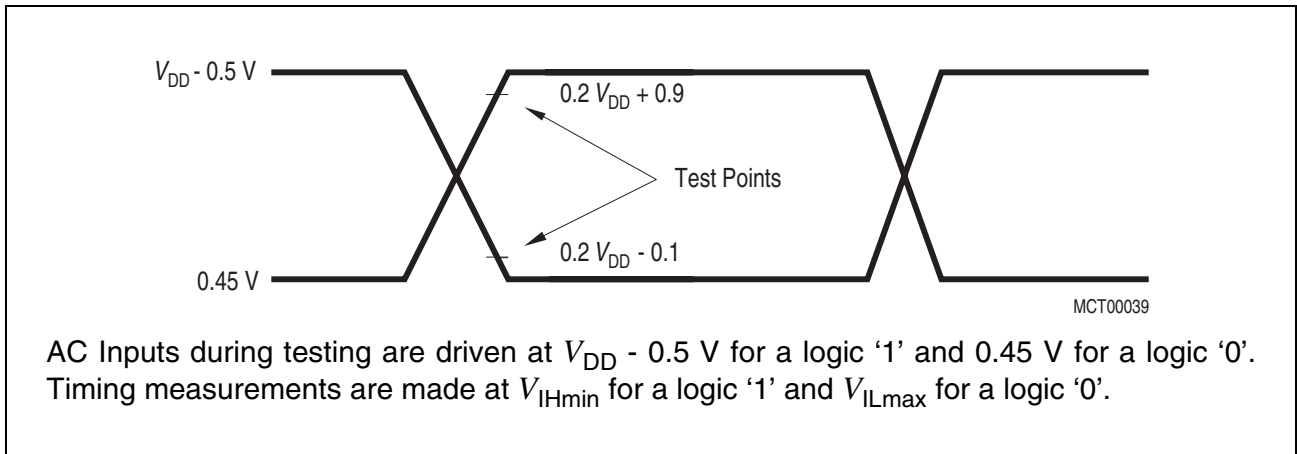 VDD - 0.5 V
0.2 VDD + 0.9
Test Points
0.2 VDD - 0.1
0.45 V
MCT00039
AC Inputs during testing are driven at VDD - 0.5 V for a logic ‘1’ and 0.45 V for a logic ‘0’.
Timing measurements are made at VIHmin for a logic ‘1’ and VILmax for a logic ‘0’.